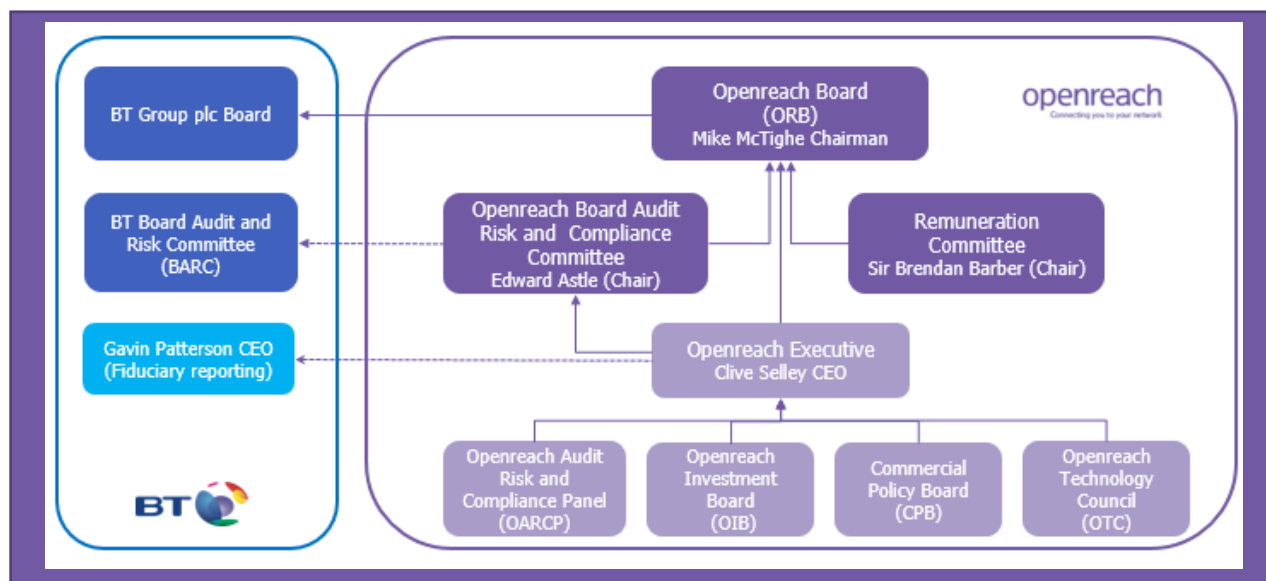 BT Group plc Board
BT Board Audit and
Risk Committee
(BARC)
Gavin Patterson CEO
(Fiduciary reporting)
BT
Openreach Board
(ORB)
Mike McTighe Chairman
openreach
Connecting you to your network
Openreach Board Audit
Risk and Compliance
Committee
Edward Astle (Chair)
Remuneration
Committee
Sir Brendan Barber (Chair)
Openreach Executive
Clive Selley CEO
Openreach Audit
Risk and
Compliance Panel
(OARCP)
Openreach
Investment
Board
(OIB)
Commercial
Policy Board
(CPB)
Openreach
Technology
Council
(OTC)